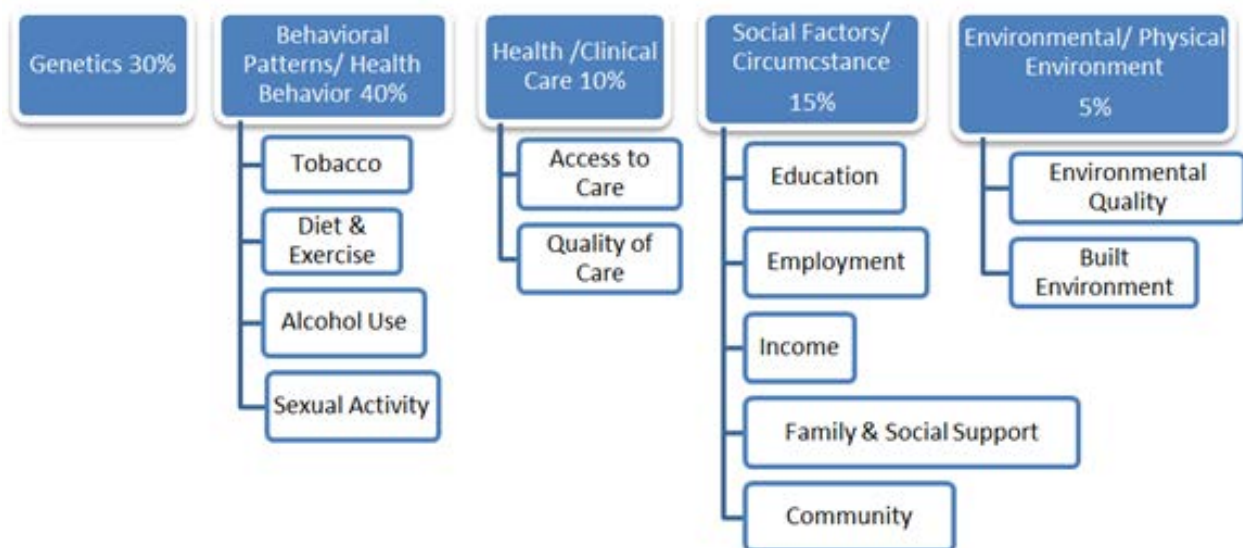 Genetics 30%
Behavioral
Patterns/ Health
Behavior 40%
Tobacco
Diet &
Exercise
Alcohol Use
Sexual Activity
Health /Clinical
Care 10%
Access to
Care
Quality of
Care
Social Factors/
Circumcstance
15%
Education
Employment
Income
Family & Social Support
Community
Environmental/ Physical
Environment
5%
Environmental
Quality
Built
Environment